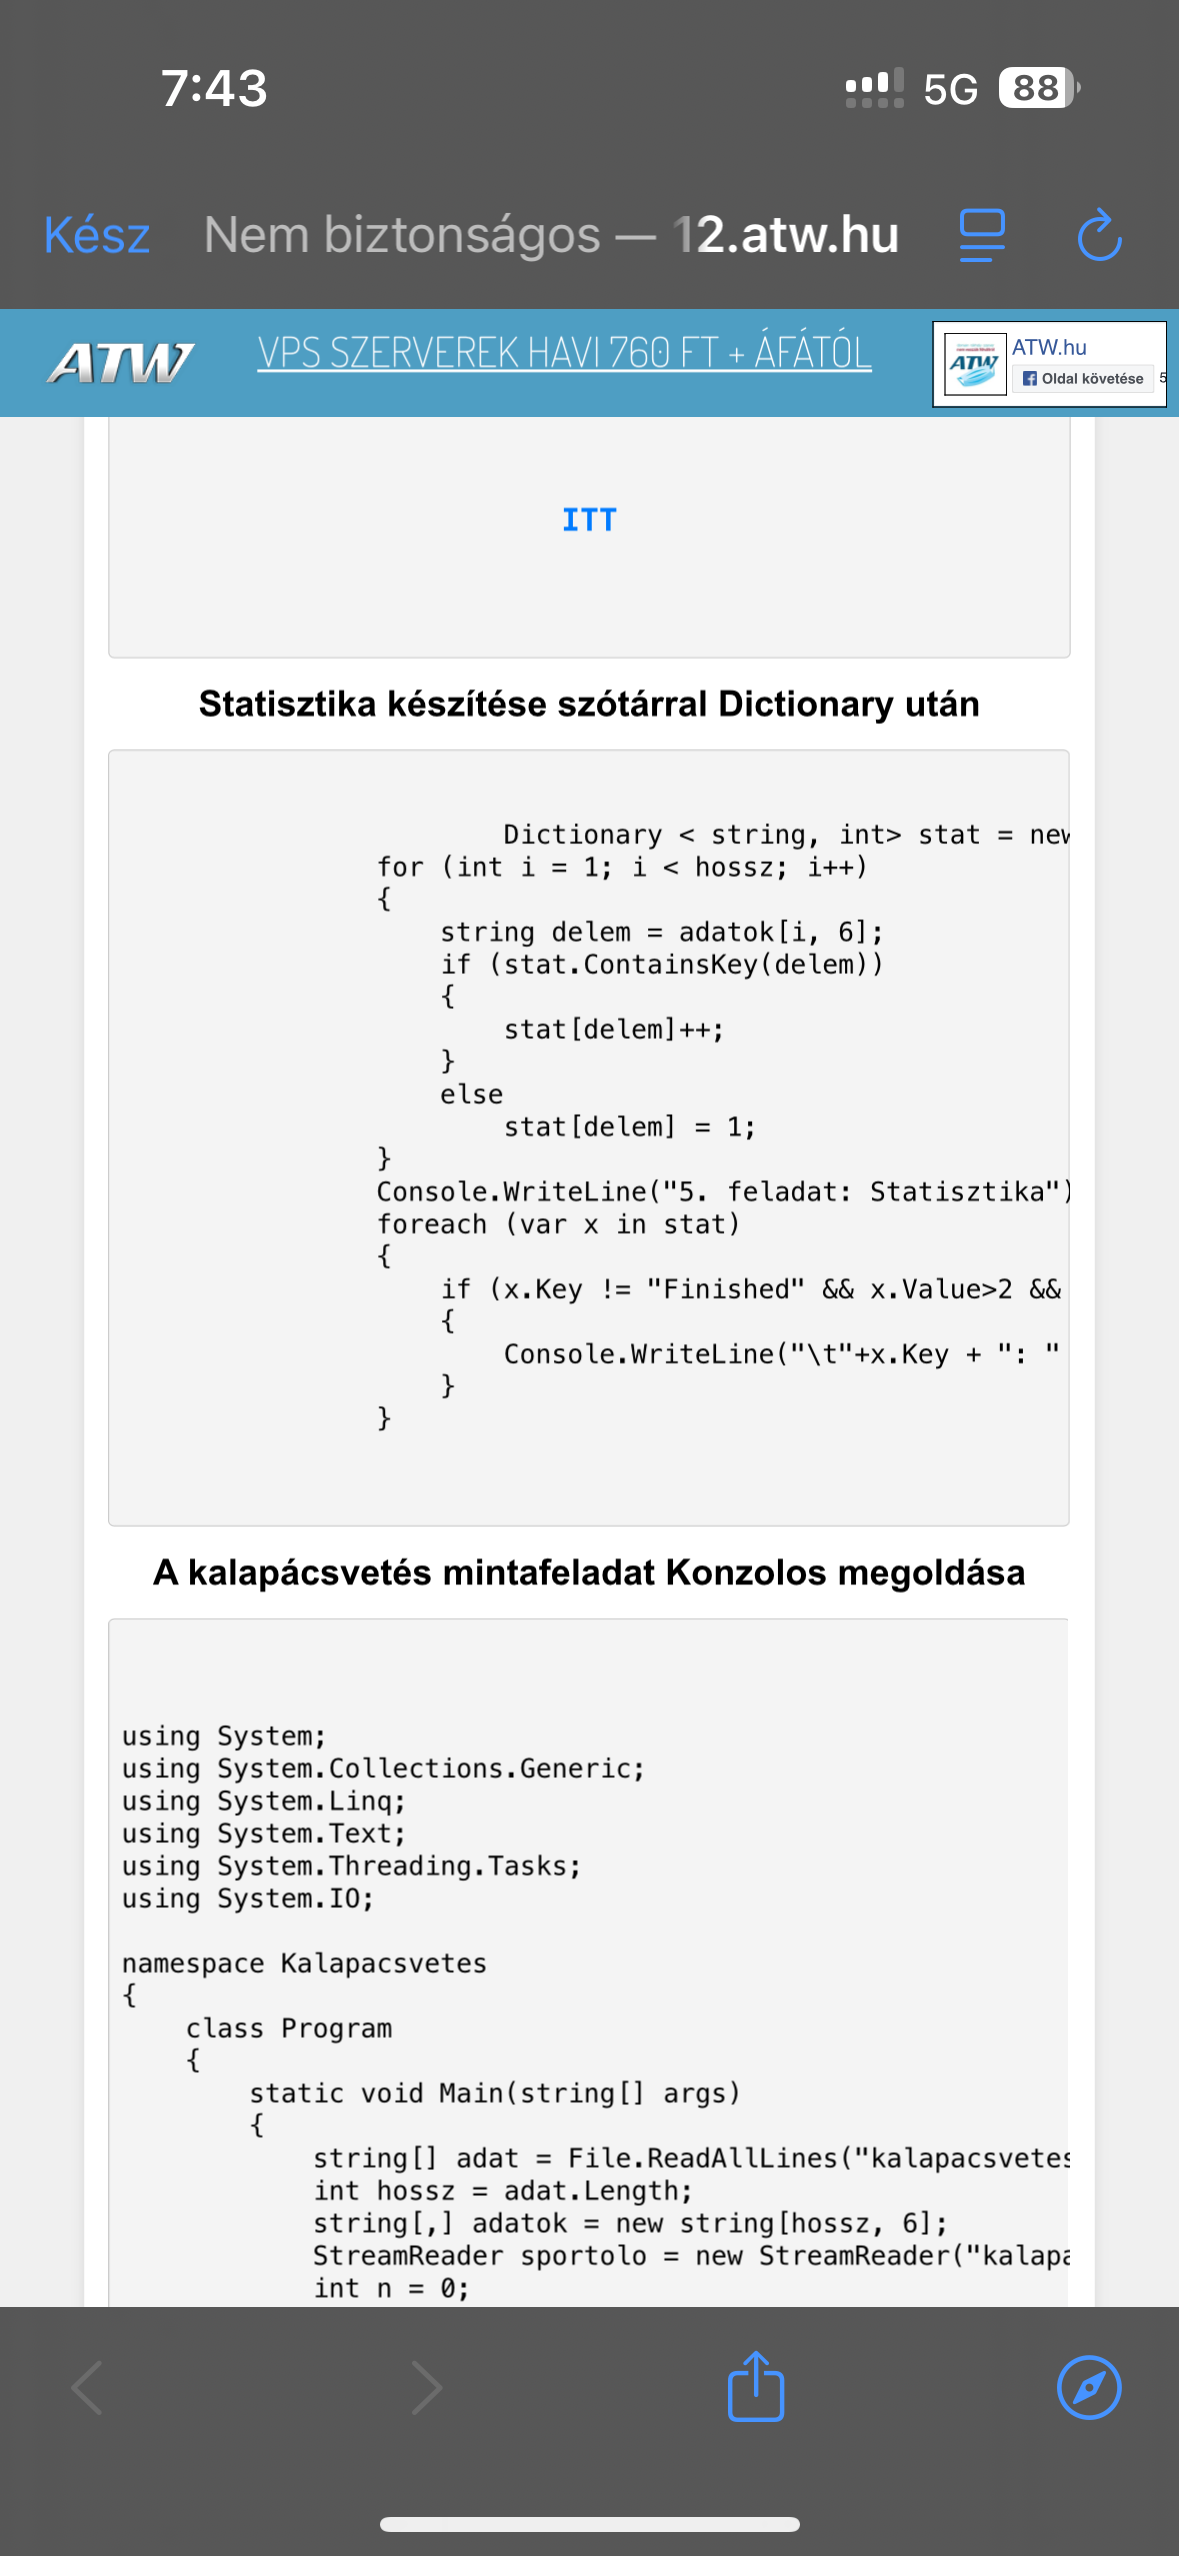 7:43
5G 88
Kész Nem biztonságos — 12.atw.hu
ATW VPS SZERVEREK HAVI 760 FT + ÁFÁTÓL
ATW ATW.hu
Oldal követése 5
ITT
Statisztika készítése szótárral Dictionary után
Dictionary < string, int> stat = new
for (int i = 1; i < hossz; i++)
{
string delem = adatok[i, 6];
if (stat.ContainsKey(delem))
{
stat[delem]++;
}
else
stat[delem] = 1;
}
Console.WriteLine("5. feladat: Statisztika")
foreach (var x in stat)
{
if (x.Key != "Finished" && x.Value>2 &&
{
Console.WriteLine("\t"+x.Key + ": "
}
}
A kalapácsvetés mintafeladat Konzolos megoldása
using System;
using System.Collections.Generic;
using System.Linq;
using System.Text;
using System.Threading.Tasks;
using System.IO;
namespace Kalapacsvetes
{
class Program
{
static void Main(string[] args)
{
string[] adat = File.ReadAllLines("kalapacsvetes
int hossz = adat.Length;
string[,] adatok = new string[hossz, 6];
StreamReader sportolo = new StreamReader("kalapa
int n = 0;